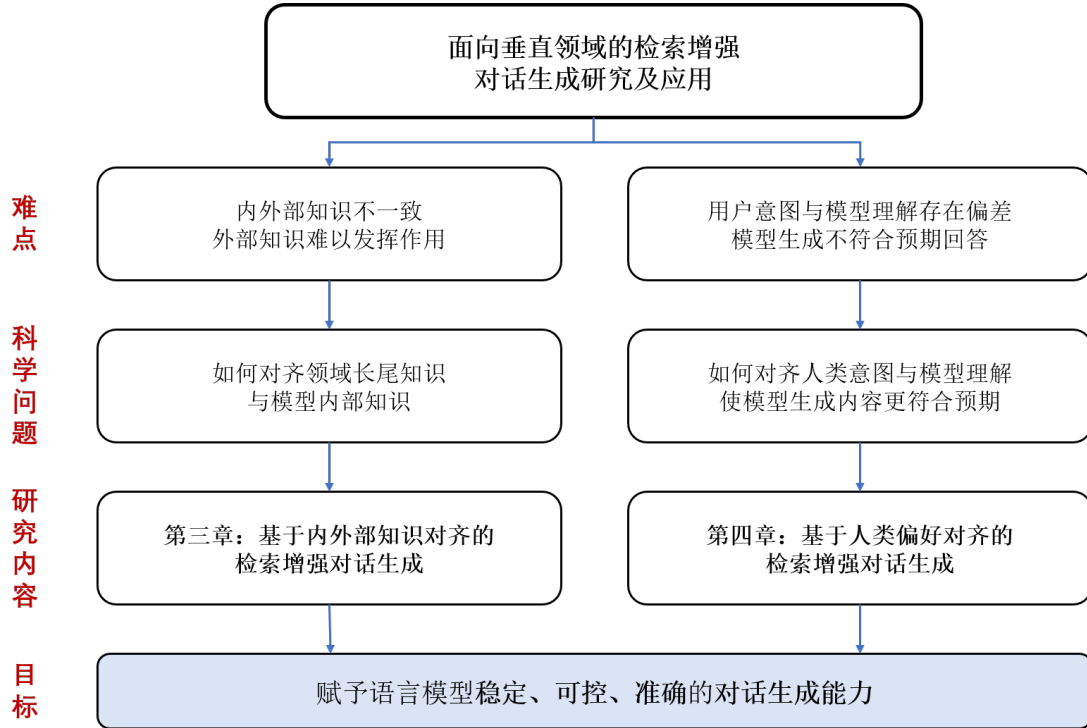 面向垂直领域的检索增强
对话生成研究及应用
难点
内外部知识不一致
外部知识难以发挥作用
用户意图与模型理解存在偏差
模型生成不符合预期回答
科学问题
如何对齐领域长尾知识
与模型内部知识
如何对齐人类意图与模型理解
使模型生成内容更符合预期
研究内容
第三章：基于内外部知识对齐的
检索增强对话生成
第四章：基于人类偏好对齐的
检索增强对话生成
目标
赋予语言模型稳定、可控、准确的对话生成能力